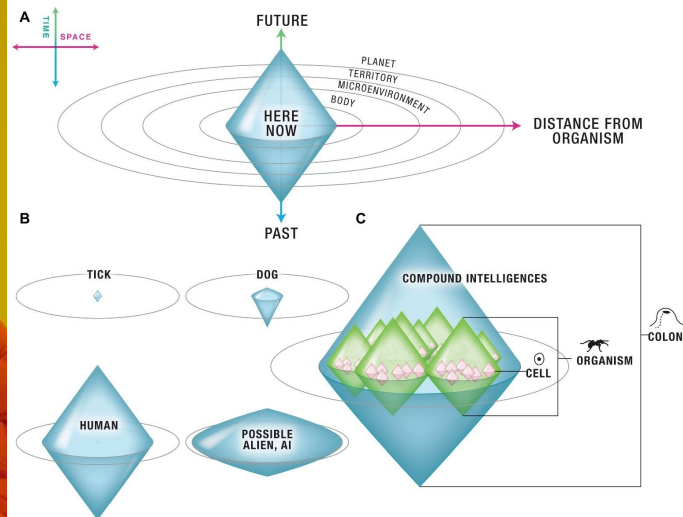 A
TIME
SPACE
FUTURE
PLANET
TERRITORY
MICROENVIRONMENT
BODY
HERE
NOW
DISTANCE FROM
ORGANISM
PAST
B
TICK
DOG
HUMAN
POSSIBLE
ALIEN, AI
C
COMPOUND INTELLIGENCES
CELL
ORGANISM
COLON